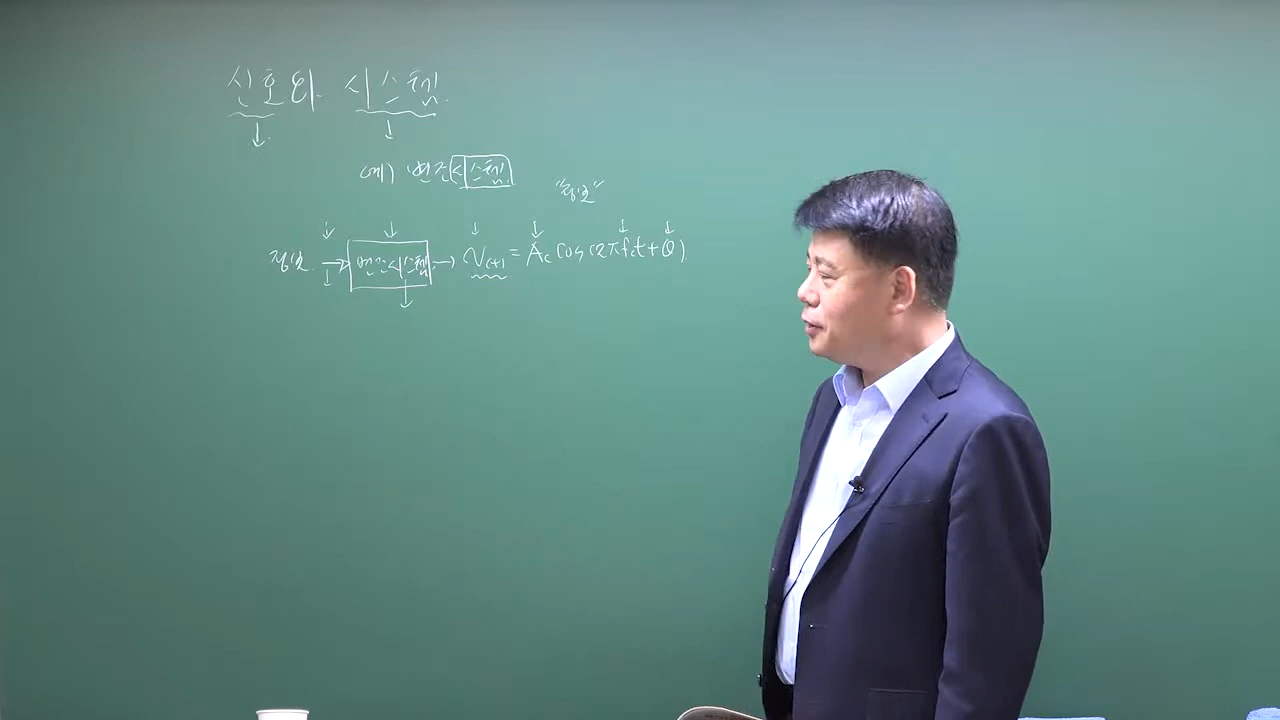 신호와 시스템.
예) 변조시스템.
"정보"
정보 → 변조시스템 → v(t) = Ac cos(2πfct+θ)